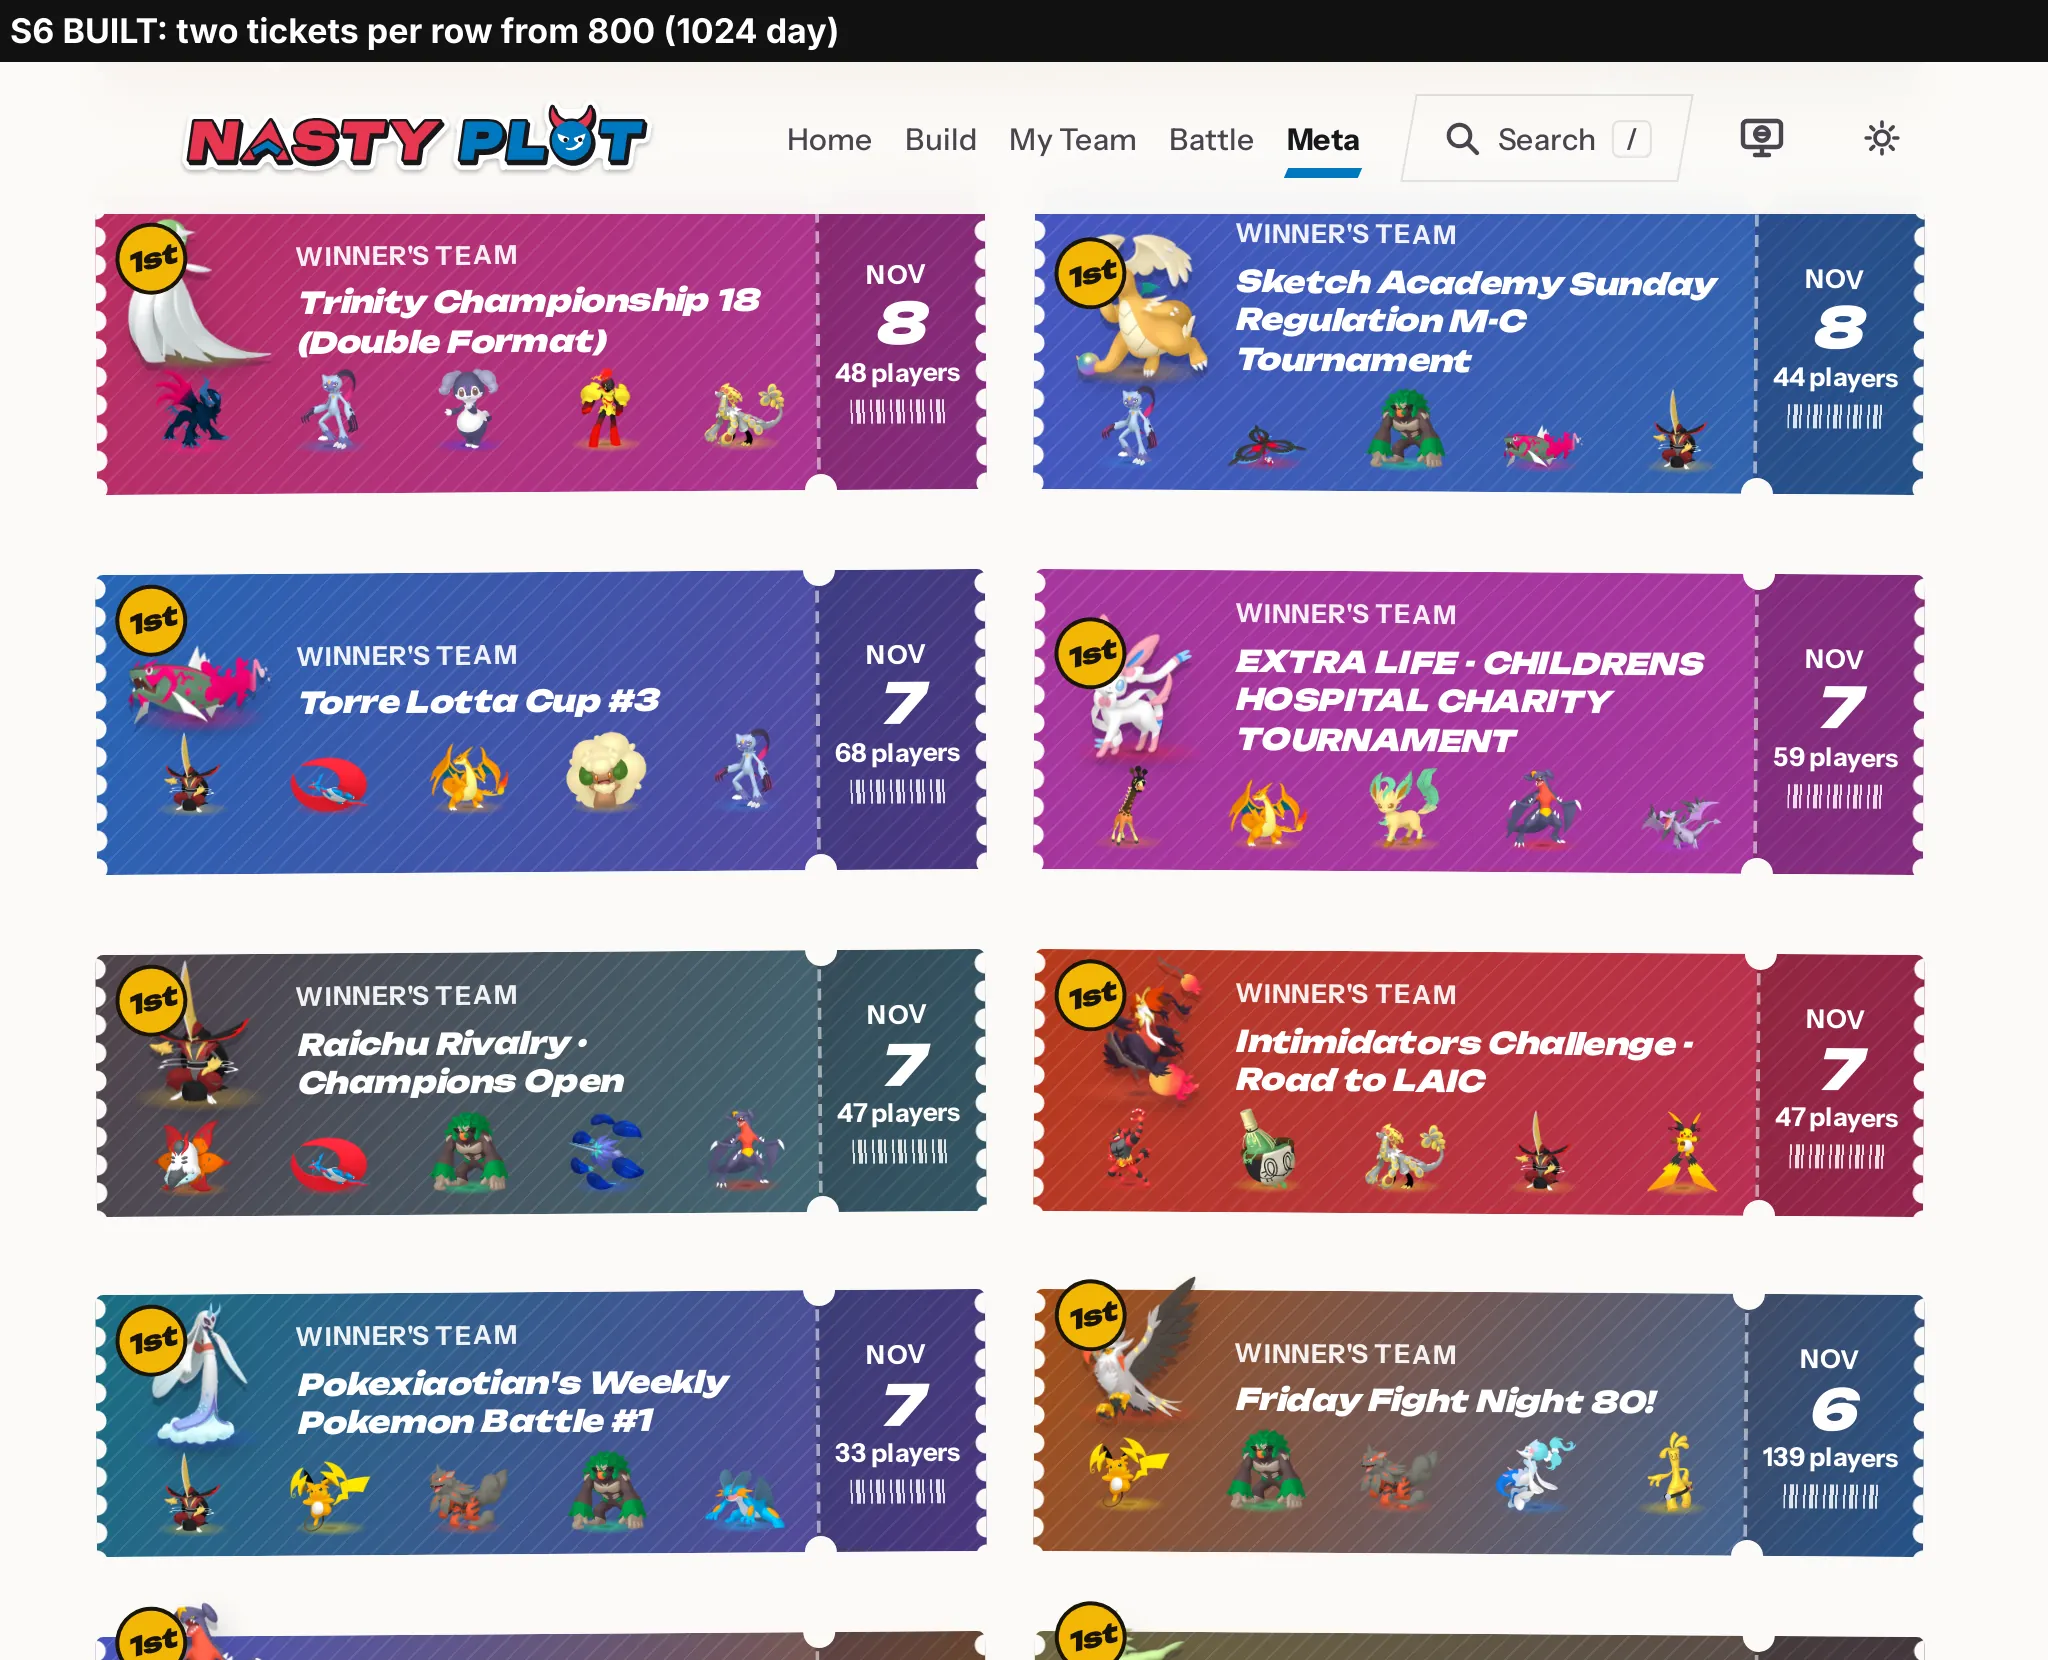 S6 BUILT: two tickets per row from 800 (1024 day)
NASTY PLOT
Home Build My Team Battle Meta Search /
1st
WINNER'S TEAM
Trinity Championship 18
(Double Format)
NOV
8
48 players
1st
WINNER'S TEAM
Sketch Academy Sunday
Regulation M-C
Tournament
NOV
8
44 players
1st
WINNER'S TEAM
Torre Lotta Cup #3
NOV
7
68 players
1st
WINNER'S TEAM
EXTRA LIFE - CHILDRENS
HOSPITAL CHARITY
TOURNAMENT
NOV
7
59 players
1st
WINNER'S TEAM
Raichu Rivalry ·
Champions Open
NOV
7
47 players
1st
WINNER'S TEAM
Intimidators Challenge -
Road to LAIC
NOV
7
47 players
1st
WINNER'S TEAM
Pokexiaotian's Weekly
Pokemon Battle #1
NOV
7
33 players
1st
WINNER'S TEAM
Friday Fight Night 80!
NOV
6
139 players
1st
1st